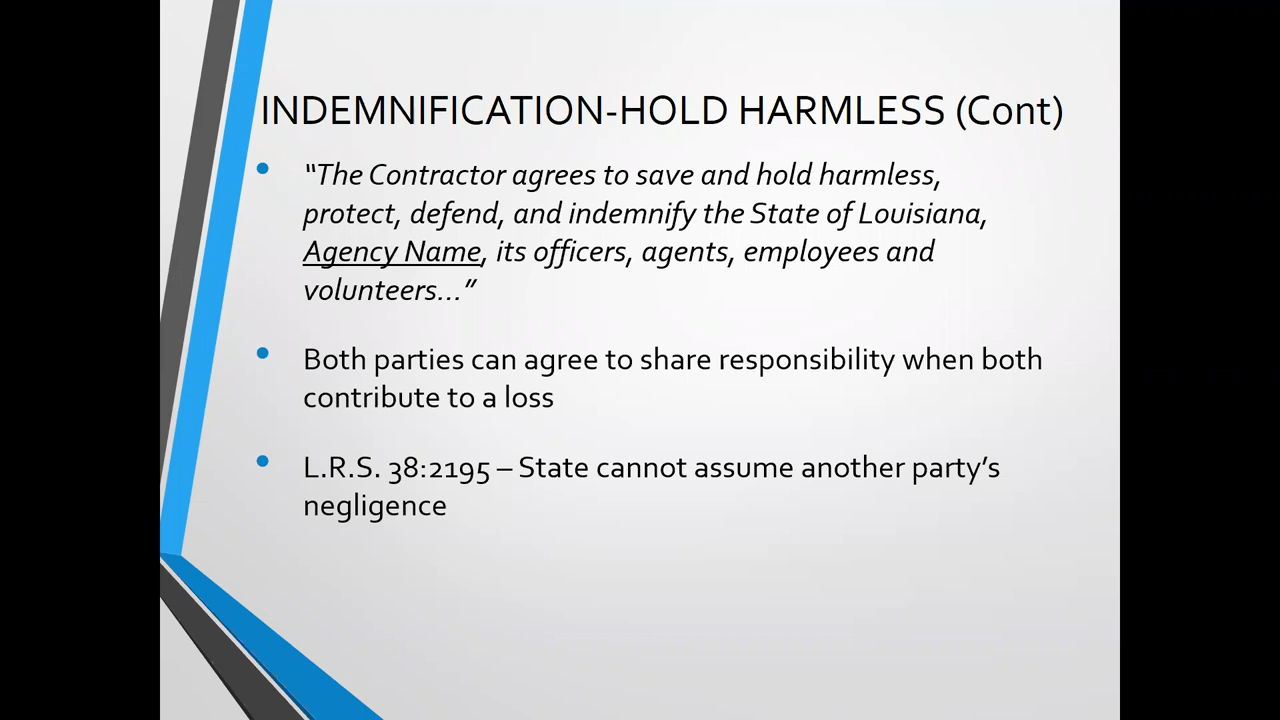 INDEMNIFICATION-HOLD HARMLESS (Cont)
“The Contractor agrees to save and hold harmless,
protect, defend, and indemnify the State of Louisiana,
Agency Name, its officers, agents, employees and
volunteers…”
Both parties can agree to share responsibility when both
contribute to a loss
L.R.S. 38:2195 – State cannot assume another party’s
negligence